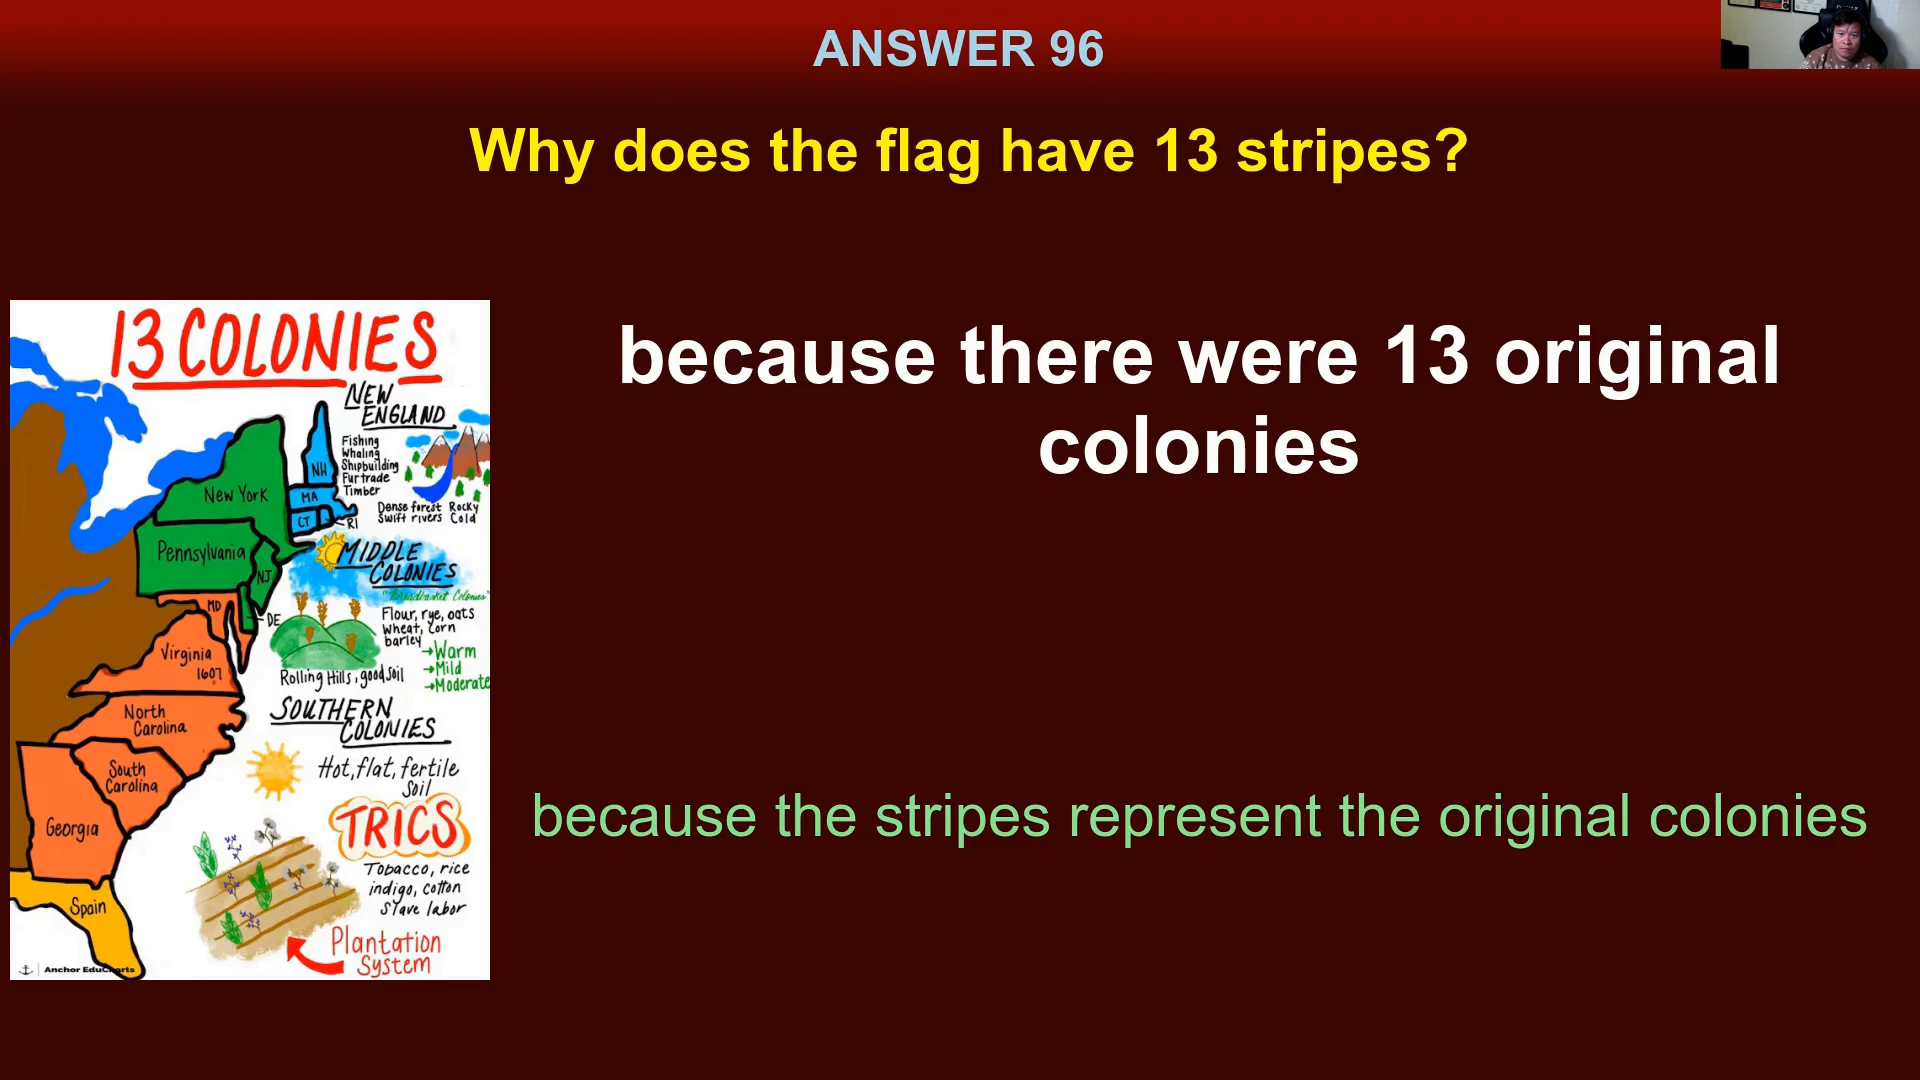 ANSWER 96
Why does the flag have 13 stripes?
because there were 13 original
colonies
because the stripes represent the original colonies
13 COLONIES
NEW
ENGLAND
Fishing
Whaling
Shipbuilding
Fur trade
Timber
Dense forest Rocky
Swift rivers Cold
NH
MA
CT
RI
New York
Pennsylvania
NJ
MD
DE
MIDDLE
COLONIES
"Breadbasket Colonies"
Flour, rye, oats
Wheat, Corn
barley
→Warm
→Mild
→Moderate
Rolling Hills, good soil
Virginia
1607
North
Carolina
South
Carolina
Georgia
Spain
SOUTHERN
COLONIES
Hot, flat, fertile
soil
TRICS
Tobacco, rice
indigo, cotton
Slave labor
Plantation
System
Anchor EduCharts